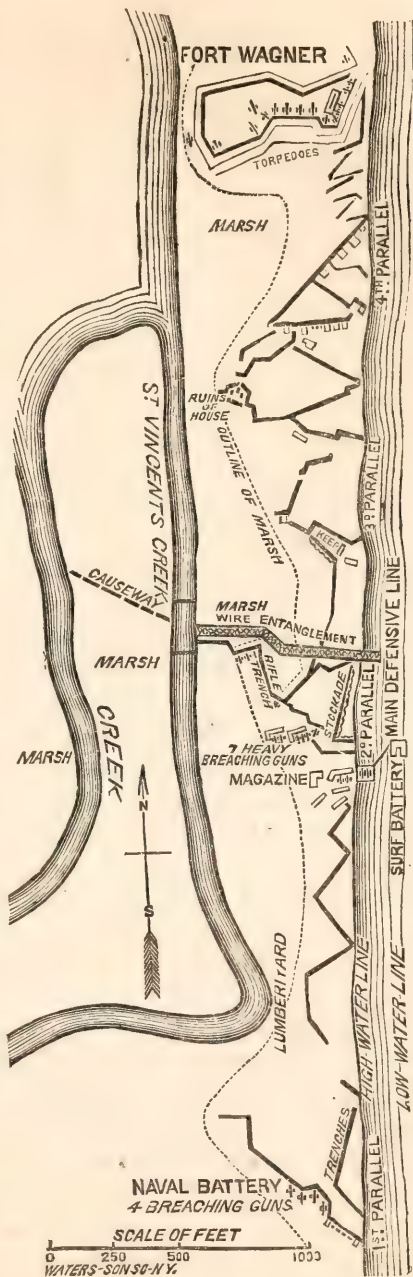 FORT WAGNER
TORPEDOES
MARSH
4TH PARALLEL
RUINS
OF
HOUSE
OUTLINE OF MARSH
ST. VINCENTS CREEK
3D PARALLEL
KEEP
CAUSEWAY
MARSH
WIRE ENTANGLEMENT
MARSH
RIFLE
TRENCH
STOCKADE
2D PARALLEL
MAIN DEFENSIVE LINE
MARSH
CREEK
7 HEAVY
BREACHING GUNS
MAGAZINE
SURF BATTERY
N
S
LUMBER YARD
HIGH-WATER LINE
LOW-WATER LINE
TRENCHES
NAVAL BATTERY
4 BREACHING GUNS
1ST PARALLEL
SCALE OF FEET
0 250 500 1000
WATERS-SON SC-N.Y.